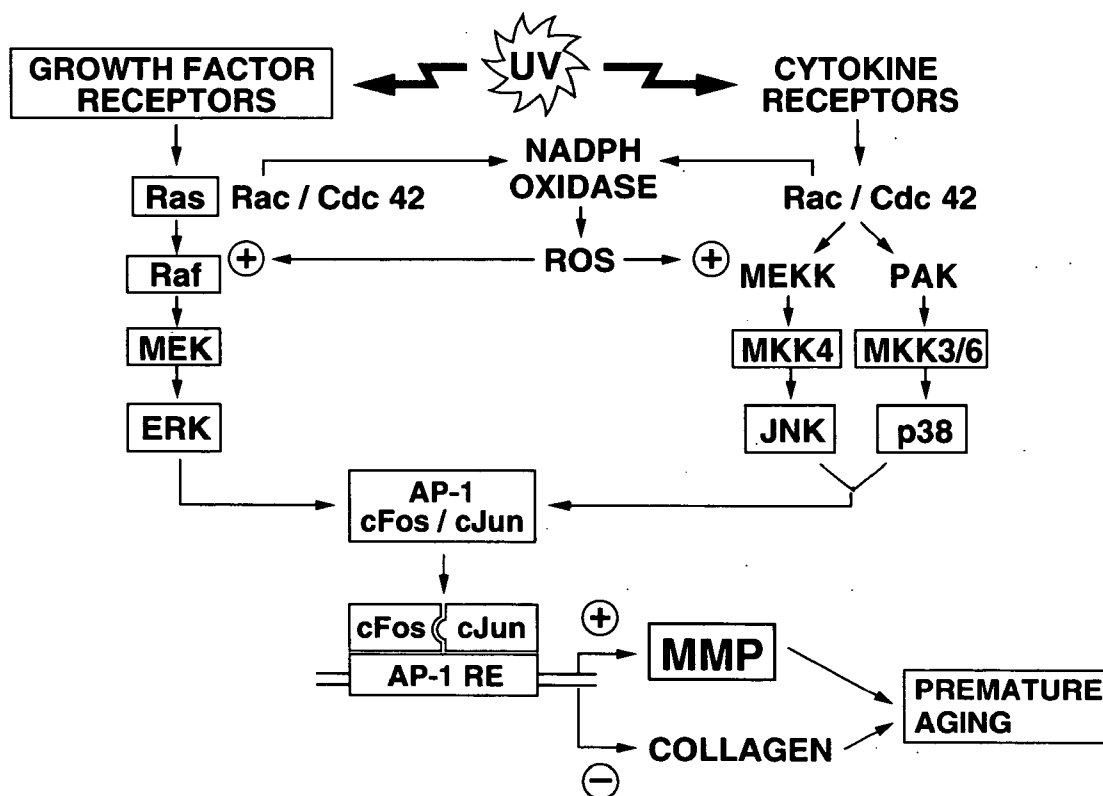 UV
GROWTH FACTOR
RECEPTORS
CYTOKINE
RECEPTORS
NADPH
OXIDASE
Ras
Rac / Cdc 42
Rac / Cdc 42
Raf
+
ROS
+
MEKK
PAK
MEK
MKK4
MKK3/6
ERK
JNK
p38
AP-1
cFos / cJun
cFos
cJun
AP-1 RE
+
MMP
PREMATURE
AGING
COLLAGEN
−